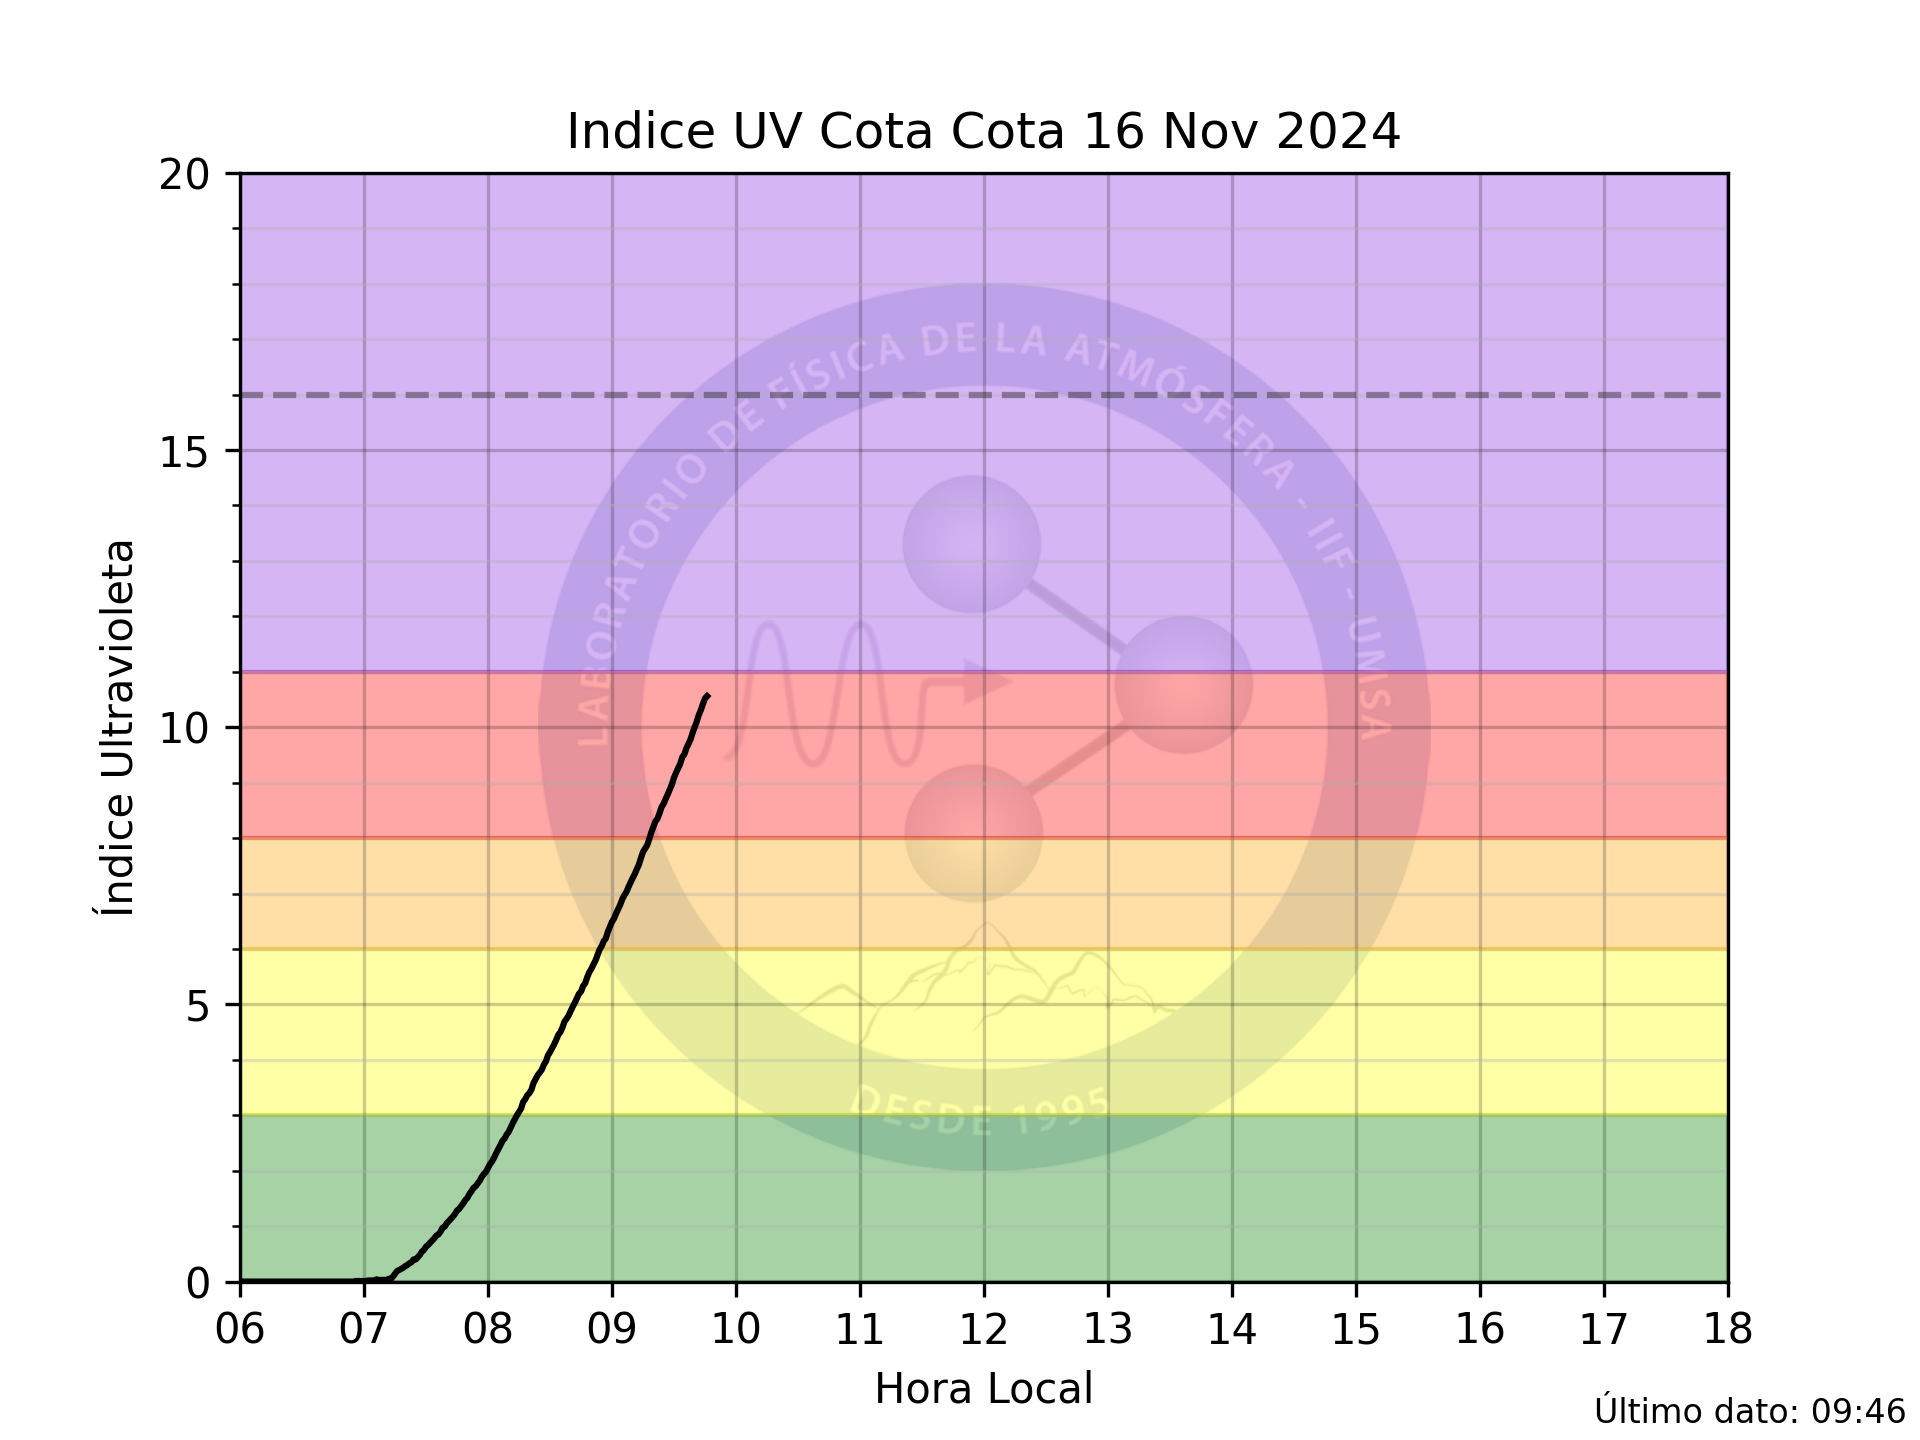 Indice UV Cota Cota 16 Nov 2024
20
15
10
5
0
Índice Ultravioleta
LABORATORIO DE FÍSICA DE LA ATMÓSFERA - IIF - UMSA
DESDE 1995
06 07 08 09 10 11 12 13 14 15 16 17 18
Hora Local
Último dato: 09:46